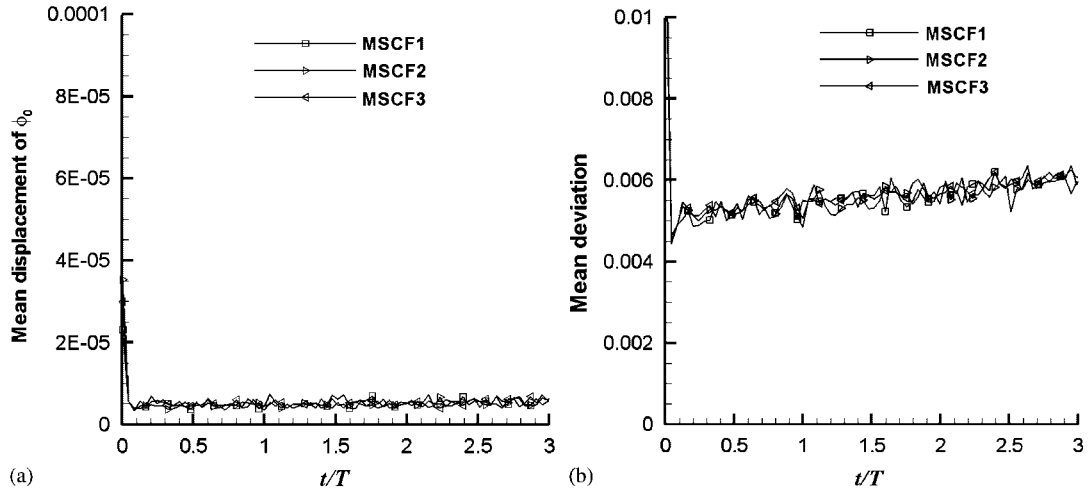 Mean displacement of ϕ₀
0.0001
8E-05
6E-05
4E-05
2E-05
0
0 0.5 1 1.5 2 2.5 3
t/T
MSCF1
MSCF2
MSCF3
(a)
Mean deviation
0.01
0.008
0.006
0.004
0.002
0
0 0.5 1 1.5 2 2.5 3
t/T
MSCF1
MSCF2
MSCF3
(b)